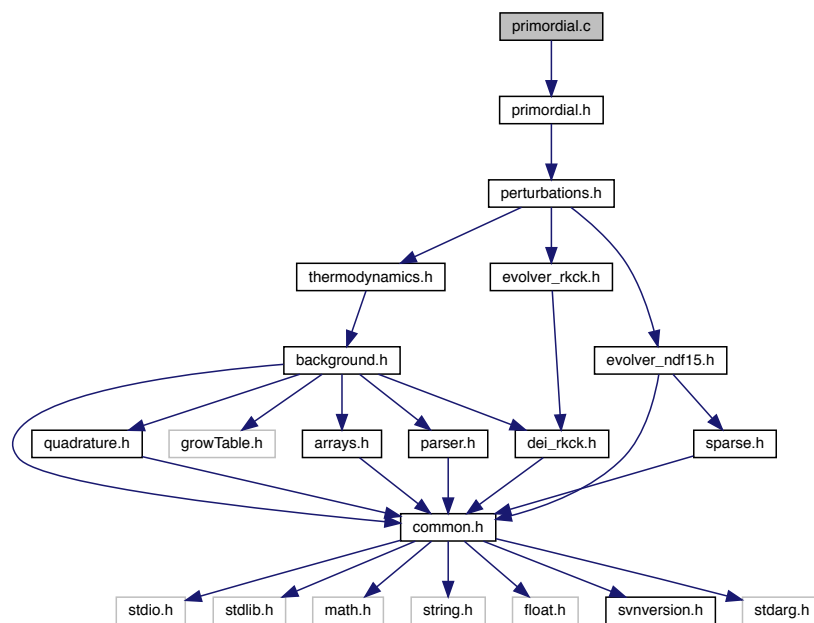 primordial.c
primordial.h
perturbations.h
thermodynamics.h
evolver_rkck.h
background.h
evolver_ndf15.h
quadrature.h
growTable.h
arrays.h
parser.h
dei_rkck.h
sparse.h
common.h
stdio.h
stdlib.h
math.h
string.h
float.h
svnversion.h
stdarg.h